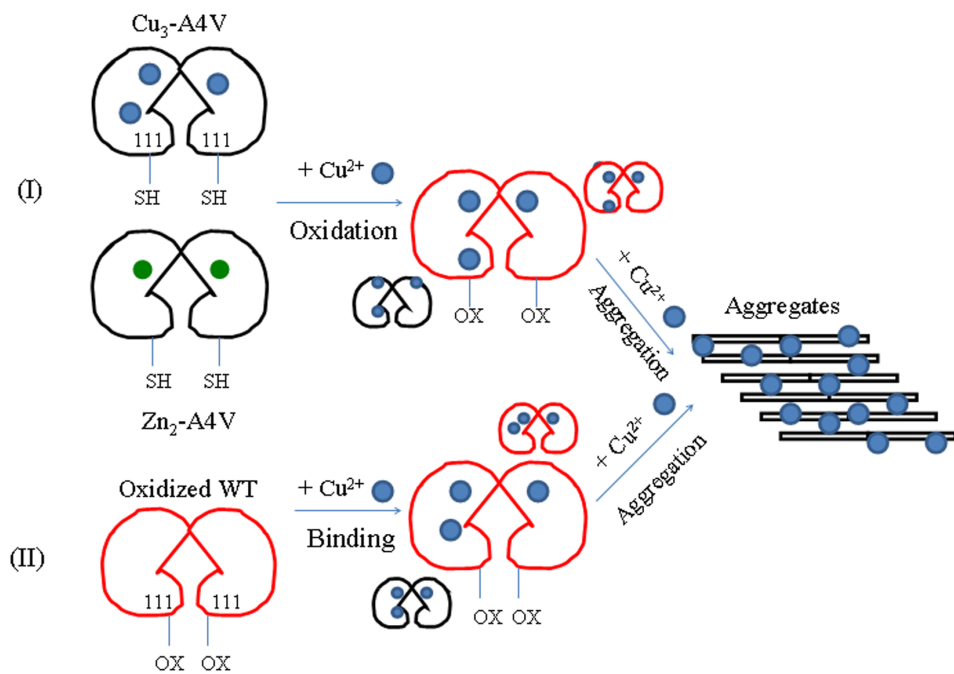 Cu₃-A4V
111 111
SH SH
(I)
+ Cu²⁺
Oxidation
Zn₂-A4V
SH SH
OX OX
+ Cu²⁺
Aggregation
Aggregates
(II)
Oxidized WT
111 111
OX OX
+ Cu²⁺
Binding
OX OX
+ Cu²⁺
Aggregation